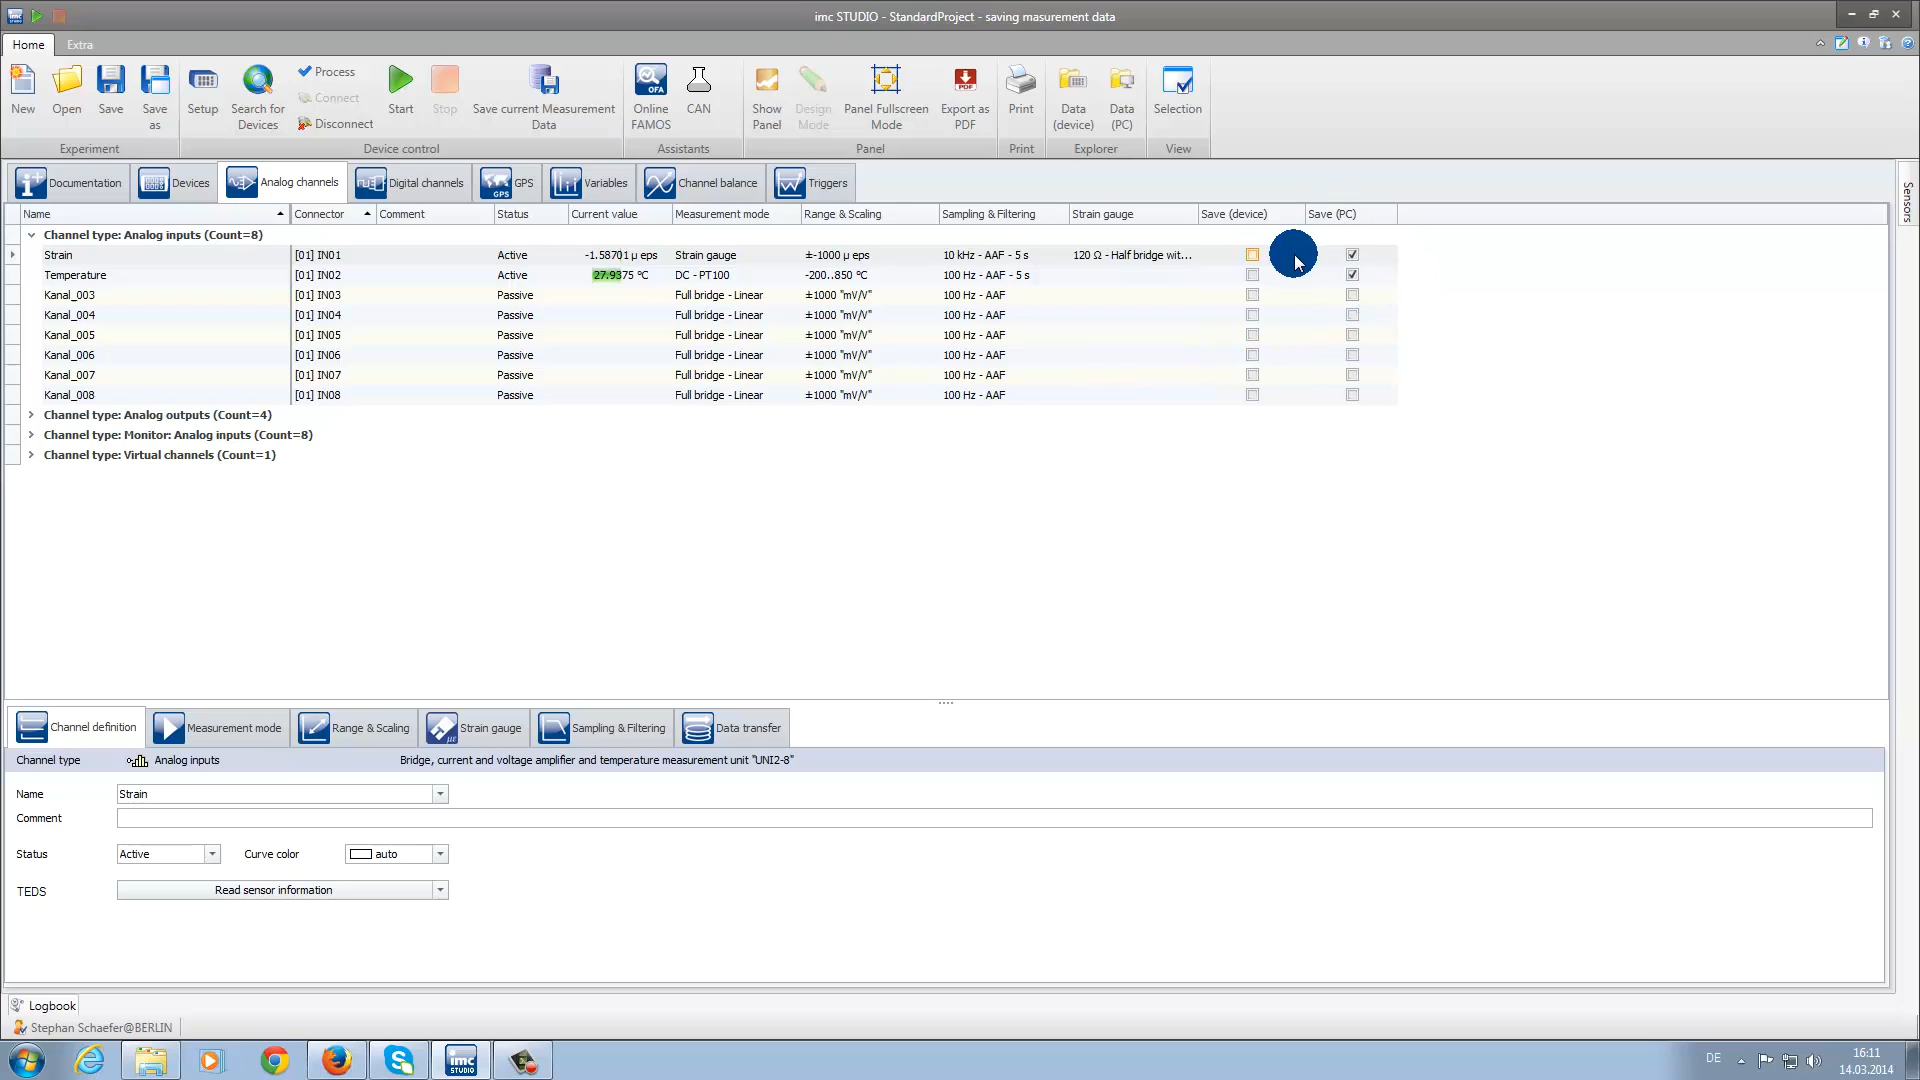 imc STUDIO - StandardProject - saving masurement data
Home Extra
New Open Save Save as Setup Search for Devices Process Connect Disconnect Start Stop Save current Measurement Data Online FAMOS CAN Show Panel Design Mode Panel Fullscreen Mode Export as PDF Print Data (device) Data (PC) Selection
Experiment Device control Assistants Panel Print Explorer View
Documentation Devices Analog channels Digital channels GPS Variables Channel balance Triggers
Sensors
Name Connector Comment Status Current value Measurement mode Range & Scaling Sampling & Filtering Strain gauge Save (device) Save (PC)
Channel type: Analog inputs (Count=8)
Strain [01] IN01 Active -1.58701 µ eps Strain gauge ±-1000 µ eps 10 kHz - AAF - 5 s 120 Ω - Half bridge wit...
Temperature [01] IN02 Active 27.9375 °C DC - PT100 -200..850 °C 100 Hz - AAF - 5 s
Kanal_003 [01] IN03 Passive Full bridge - Linear ±1000 "mV/V" 100 Hz - AAF
Kanal_004 [01] IN04 Passive Full bridge - Linear ±1000 "mV/V" 100 Hz - AAF
Kanal_005 [01] IN05 Passive Full bridge - Linear ±1000 "mV/V" 100 Hz - AAF
Kanal_006 [01] IN06 Passive Full bridge - Linear ±1000 "mV/V" 100 Hz - AAF
Kanal_007 [01] IN07 Passive Full bridge - Linear ±1000 "mV/V" 100 Hz - AAF
Kanal_008 [01] IN08 Passive Full bridge - Linear ±1000 "mV/V" 100 Hz - AAF
Channel type: Analog outputs (Count=4)
Channel type: Monitor: Analog inputs (Count=8)
Channel type: Virtual channels (Count=1)
Channel definition Measurement mode Range & Scaling Strain gauge Sampling & Filtering Data transfer
Channel type Analog inputs Bridge, current and voltage amplifier and temperature measurement unit "UNI2-8"
Name Strain
Comment
Status Active Curve color auto
TEDS Read sensor information
Logbook
Stephan Schaefer@BERLIN
imc STUDIO
DE
16:11
14.03.2014